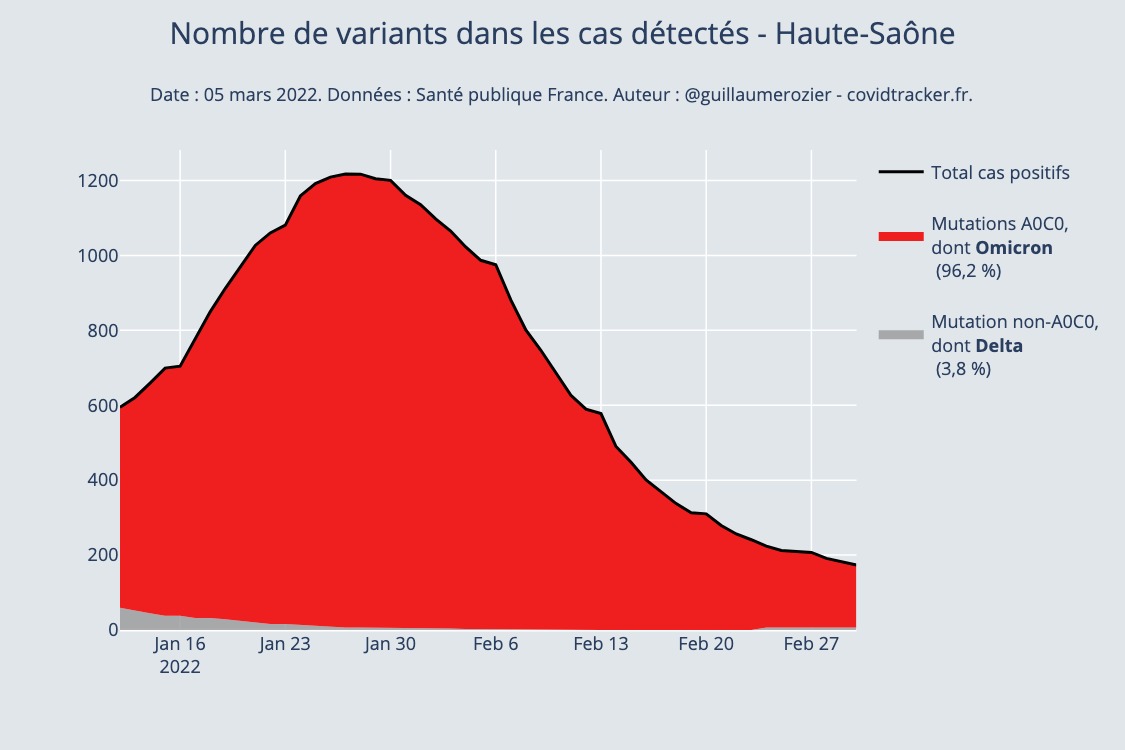 Nombre de variants dans les cas détectés - Haute-Saône
Date : 05 mars 2022. Données : Santé publique France. Auteur : @guillaumerozier - covidtracker.fr.
Total cas positifs
Mutations A0C0,
dont Omicron
(96,2 %)
Mutation non-A0C0,
dont Delta
(3,8 %)
1200
1000
800
600
400
200
0
Jan 16 Jan 23 Jan 30 Feb 6 Feb 13 Feb 20 Feb 27
2022